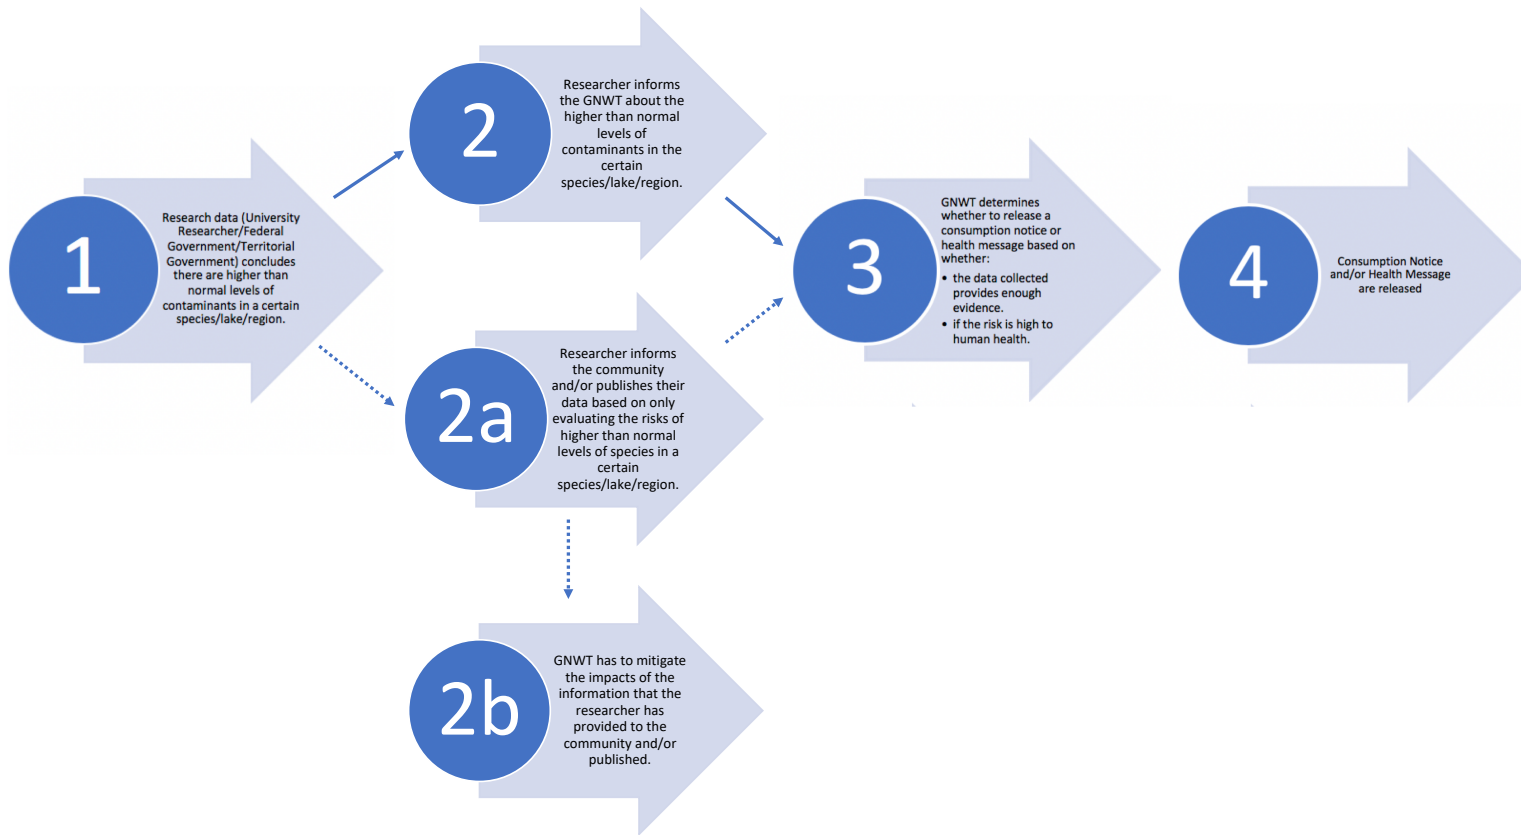 1
Research data (University
Researcher/Federal
Government/Territorial
Government) concludes
there are higher than
normal levels of
contaminants in a certain
species/lake/region.
2
Researcher informs
the GNWT about the
higher than normal
levels of
contaminants in the
certain
species/lake/region.
2a
Researcher informs
the community
and/or publishes their
data based on only
evaluating the risks of
higher than normal
levels of species in a
certain
species/lake/region.
2b
GNWT has to mitigate
the impacts of the
information that the
researcher has
provided to the
community and/or
published.
3
GNWT determines
whether to release a
consumption notice or
health message based on
whether:
• the data collected
provides enough
evidence.
• if the risk is high to
human health.
4
Consumption Notice
and/or Health Message
are released